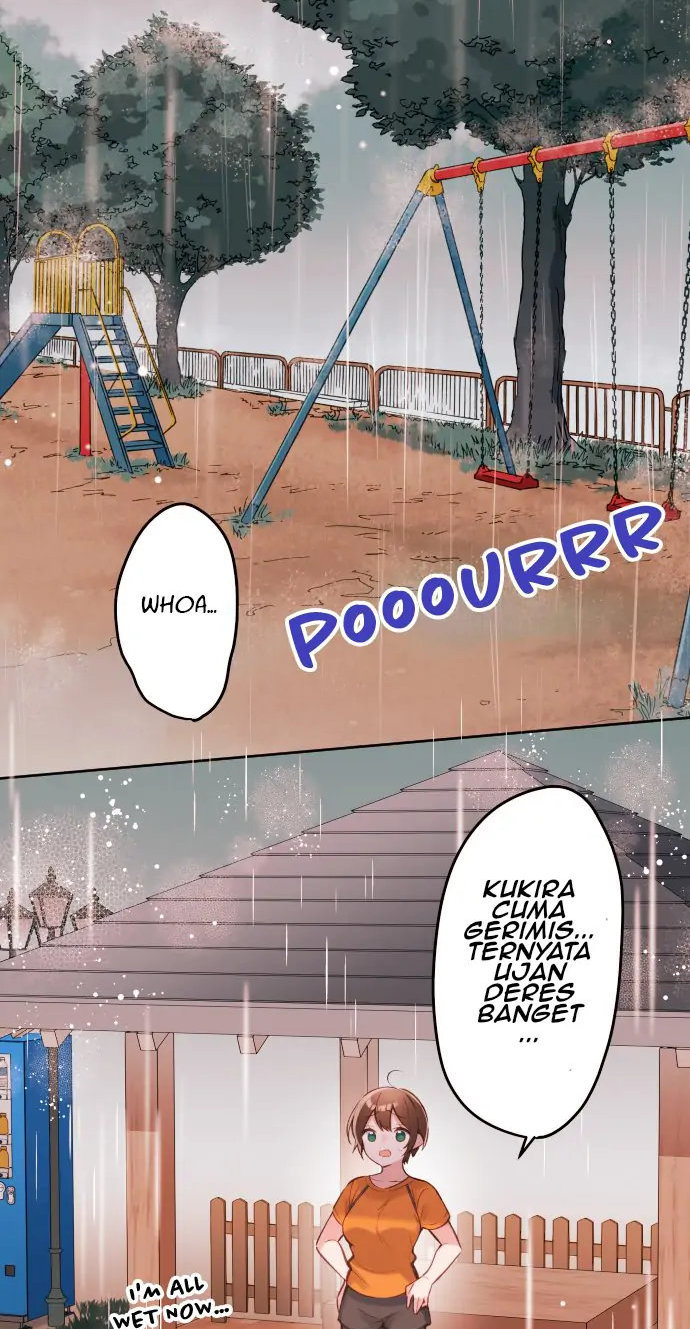 WHOA...
POOOURRR
KUKIRA
CUMA
GERIMIS...
TERNYATA
UJAN
DERES
BANGET
...
I'M ALL
WET NOW...